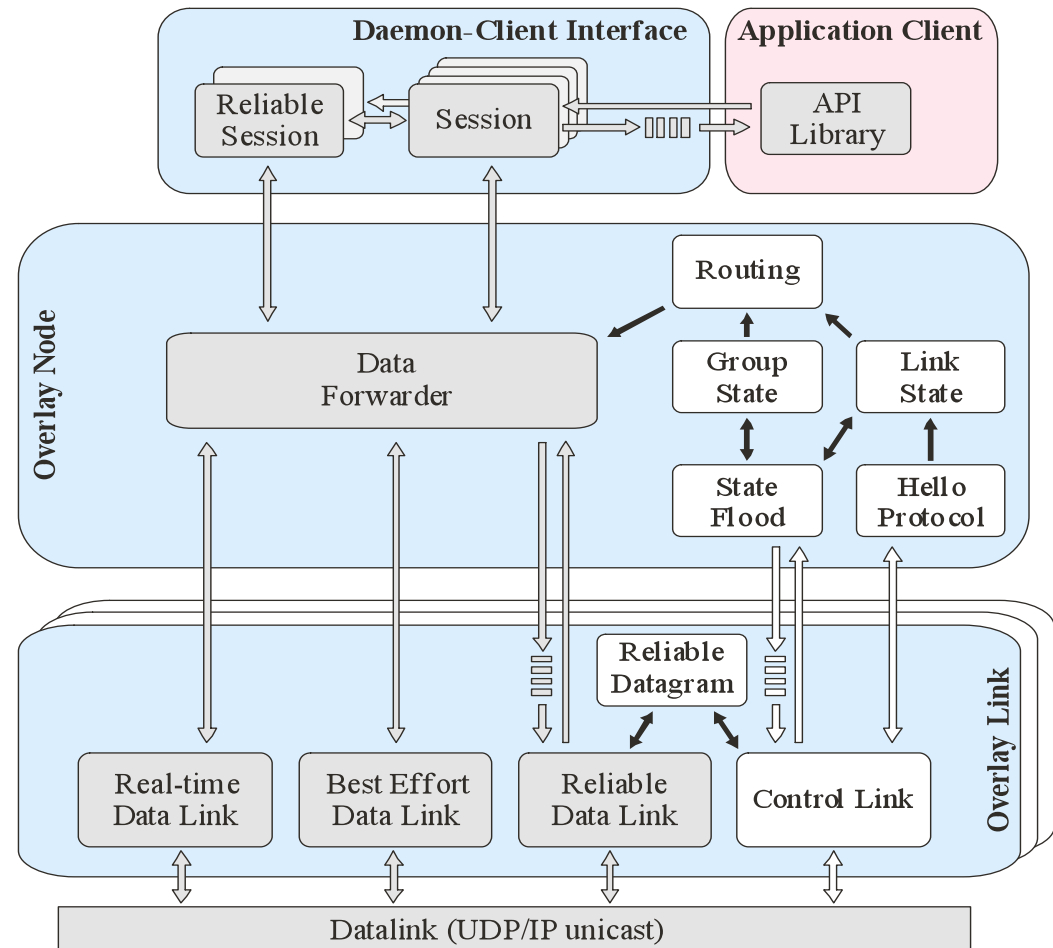 Daemon-Client Interface
Application Client
Reliable
Session
Session
API
Library
Overlay Node
Routing
Data
Forwarder
Group
State
Link
State
State
Flood
Hello
Protocol
Overlay Link
Reliable
Datagram
Real-time
Data Link
Best Effort
Data Link
Reliable
Data Link
Control Link
Datalink (UDP/IP unicast)